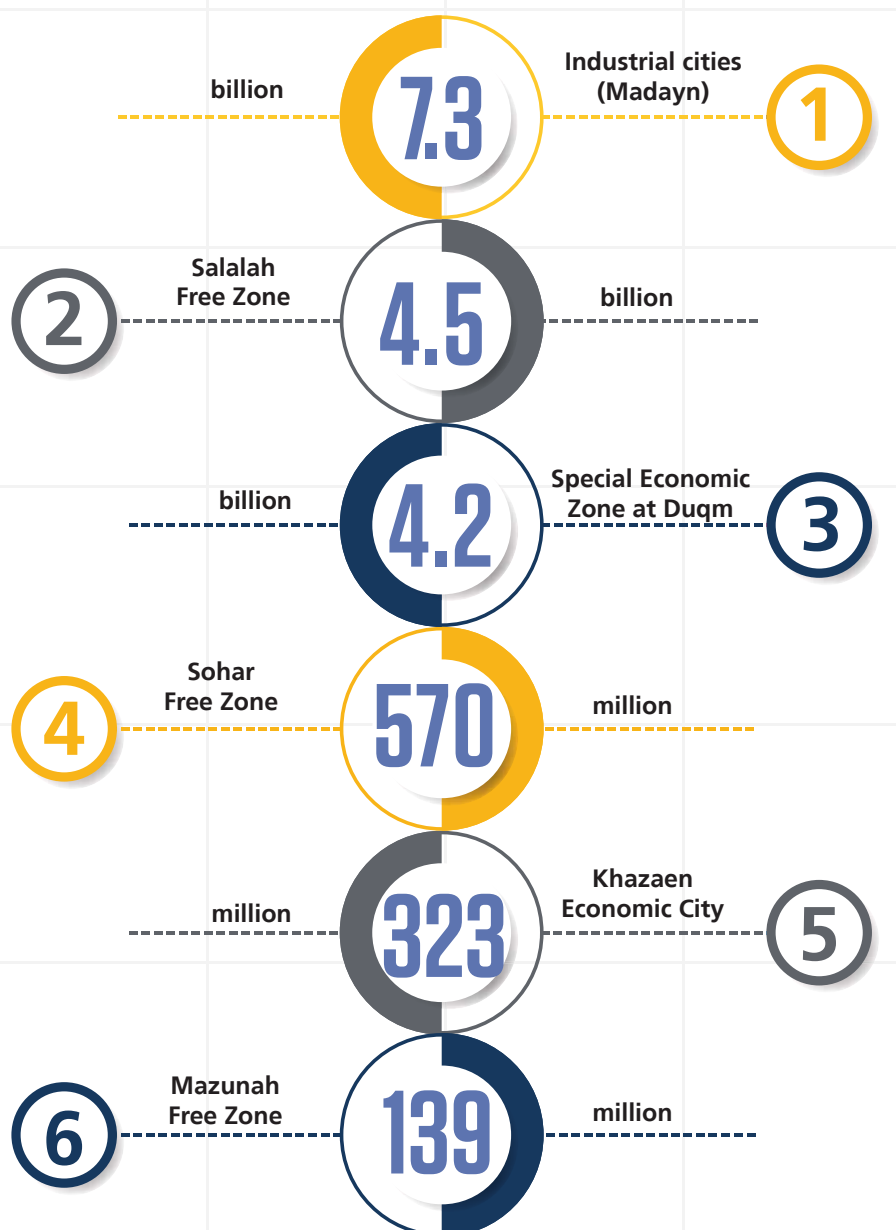 billion
7.3
Industrial cities
(Madayn)
1
2
Salalah
Free Zone
4.5
billion
billion
4.2
Special Economic
Zone at Duqm
3
4
Sohar
Free Zone
570
million
million
323
Khazaen
Economic City
5
6
Mazunah
Free Zone
139
million